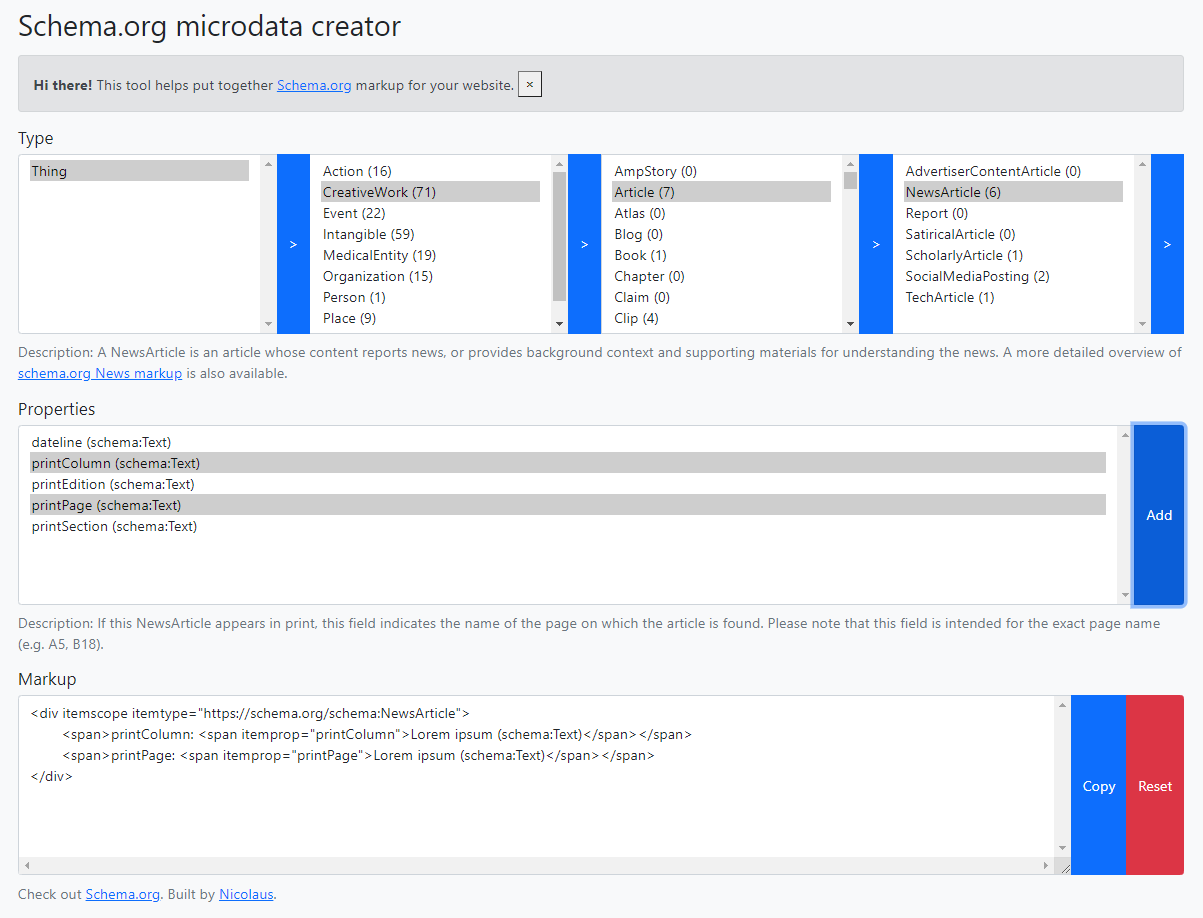 Schema.org microdata creator
Hi there! This tool helps put together Schema.org markup for your website. ×
Type
Thing
>
Action (16)
CreativeWork (71)
Event (22)
Intangible (59)
MedicalEntity (19)
Organization (15)
Person (1)
Place (9)
>
AmpStory (0)
Article (7)
Atlas (0)
Blog (0)
Book (1)
Chapter (0)
Claim (0)
Clip (4)
>
AdvertiserContentArticle (0)
NewsArticle (6)
Report (0)
SatiricalArticle (0)
ScholarlyArticle (1)
SocialMediaPosting (2)
TechArticle (1)
>
Description: A NewsArticle is an article whose content reports news, or provides background context and supporting materials for understanding the news. A more detailed overview of
schema.org News markup is also available.
Properties
dateline (schema:Text)
printColumn (schema:Text)
printEdition (schema:Text)
printPage (schema:Text)
printSection (schema:Text)
Add
Description: If this NewsArticle appears in print, this field indicates the name of the page on which the article is found. Please note that this field is intended for the exact page name
(e.g. A5, B18).
Markup
<div itemscope itemtype="https://schema.org/schema:NewsArticle">
<span>printColumn: <span itemprop="printColumn">Lorem ipsum (schema:Text)</span></span>
<span>printPage: <span itemprop="printPage">Lorem ipsum (schema:Text)</span></span>
</div>
Copy
Reset
Check out Schema.org. Built by Nicolaus.